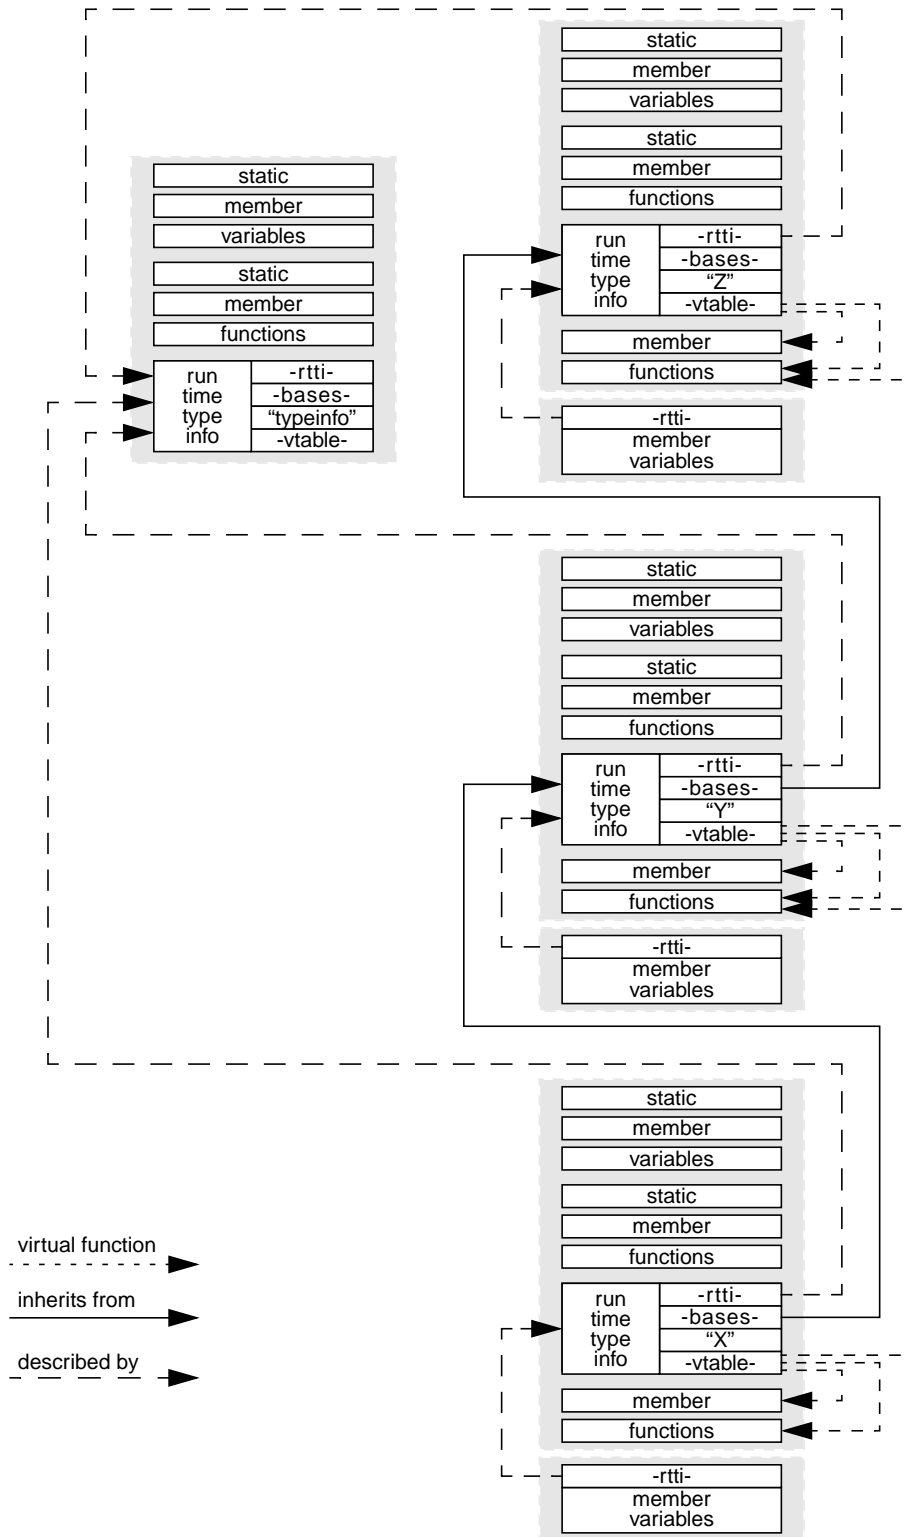 static
member
variables
static
member
functions
run
time
type
info
-rtti-
-bases-
“typeinfo”
-vtable-
static
member
variables
static
member
functions
run
time
type
info
-rtti-
-bases-
“Z”
-vtable-
member
functions
-rtti-
member
variables
static
member
variables
static
member
functions
run
time
type
info
-rtti-
-bases-
“Y”
-vtable-
member
functions
-rtti-
member
variables
static
member
variables
static
member
functions
run
time
type
info
-rtti-
-bases-
“X”
-vtable-
member
functions
-rtti-
member
variables
virtual function
inherits from
described by